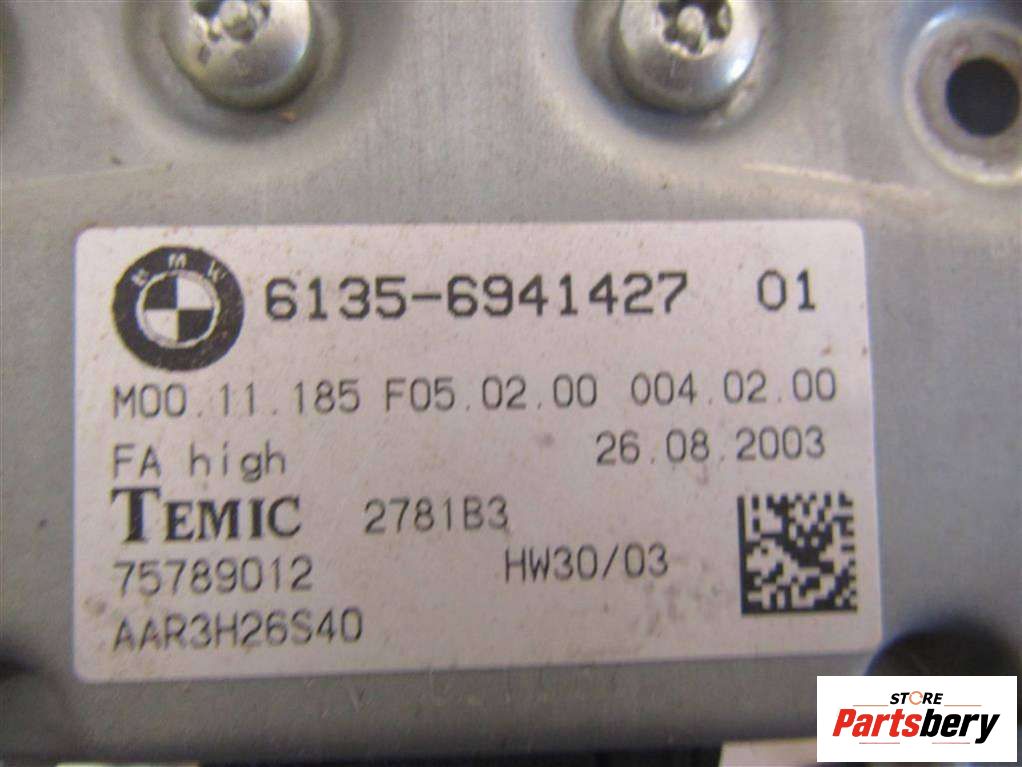 BMW
6135-6941427 01
M00.11.185 F05.02.00 004.02.00
FA high 26.08.2003
TEMIC 2781B3
75789012 HW30/03
AAR3H26S40
STORE
Partsbery